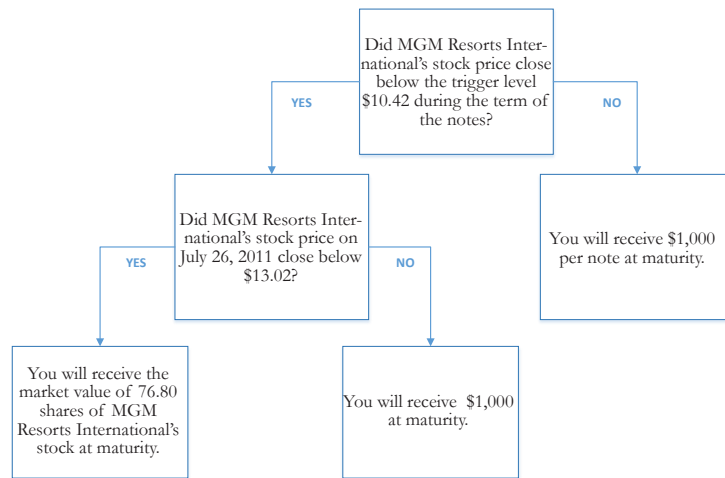 Did MGM Resorts Inter-
national's stock price close
below the trigger level
$10.42 during the term of
the notes?
YES
NO
Did MGM Resorts Inter-
national's stock price on
July 26, 2011 close below
$13.02?
You will receive $1,000
per note at maturity.
YES
NO
You will receive the
market value of 76.80
shares of MGM
Resorts International's
stock at maturity.
You will receive $1,000
at maturity.